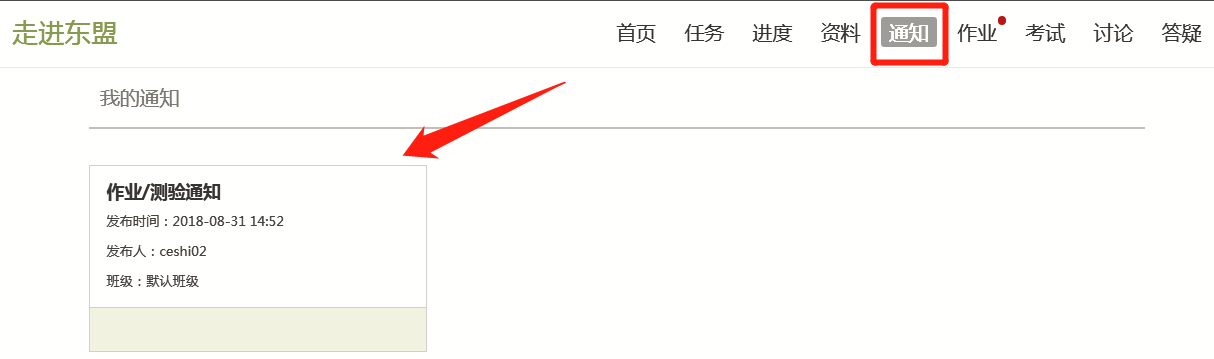 走进东盟 首页 任务 进度 资料 通知 作业 考试 讨论 答疑
我的通知
作业/测验通知
发布时间：2018-08-31 14:52
发布人：ceshi02
班级：默认班级